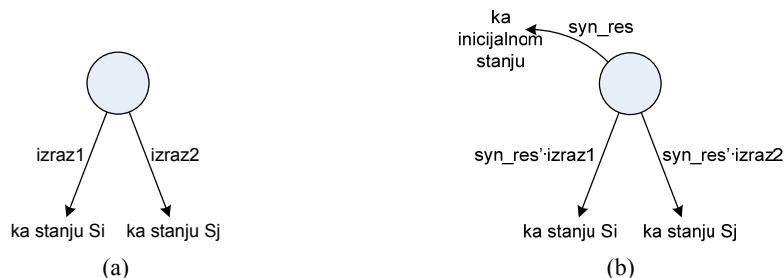 izraz1
izraz2
ka stanju Si
ka stanju Sj
(a)
ka
inicijalnom
stanju
syn_res
syn_res'·izraz1
syn_res'·izraz2
ka stanju Si
ka stanju Sj
(b)